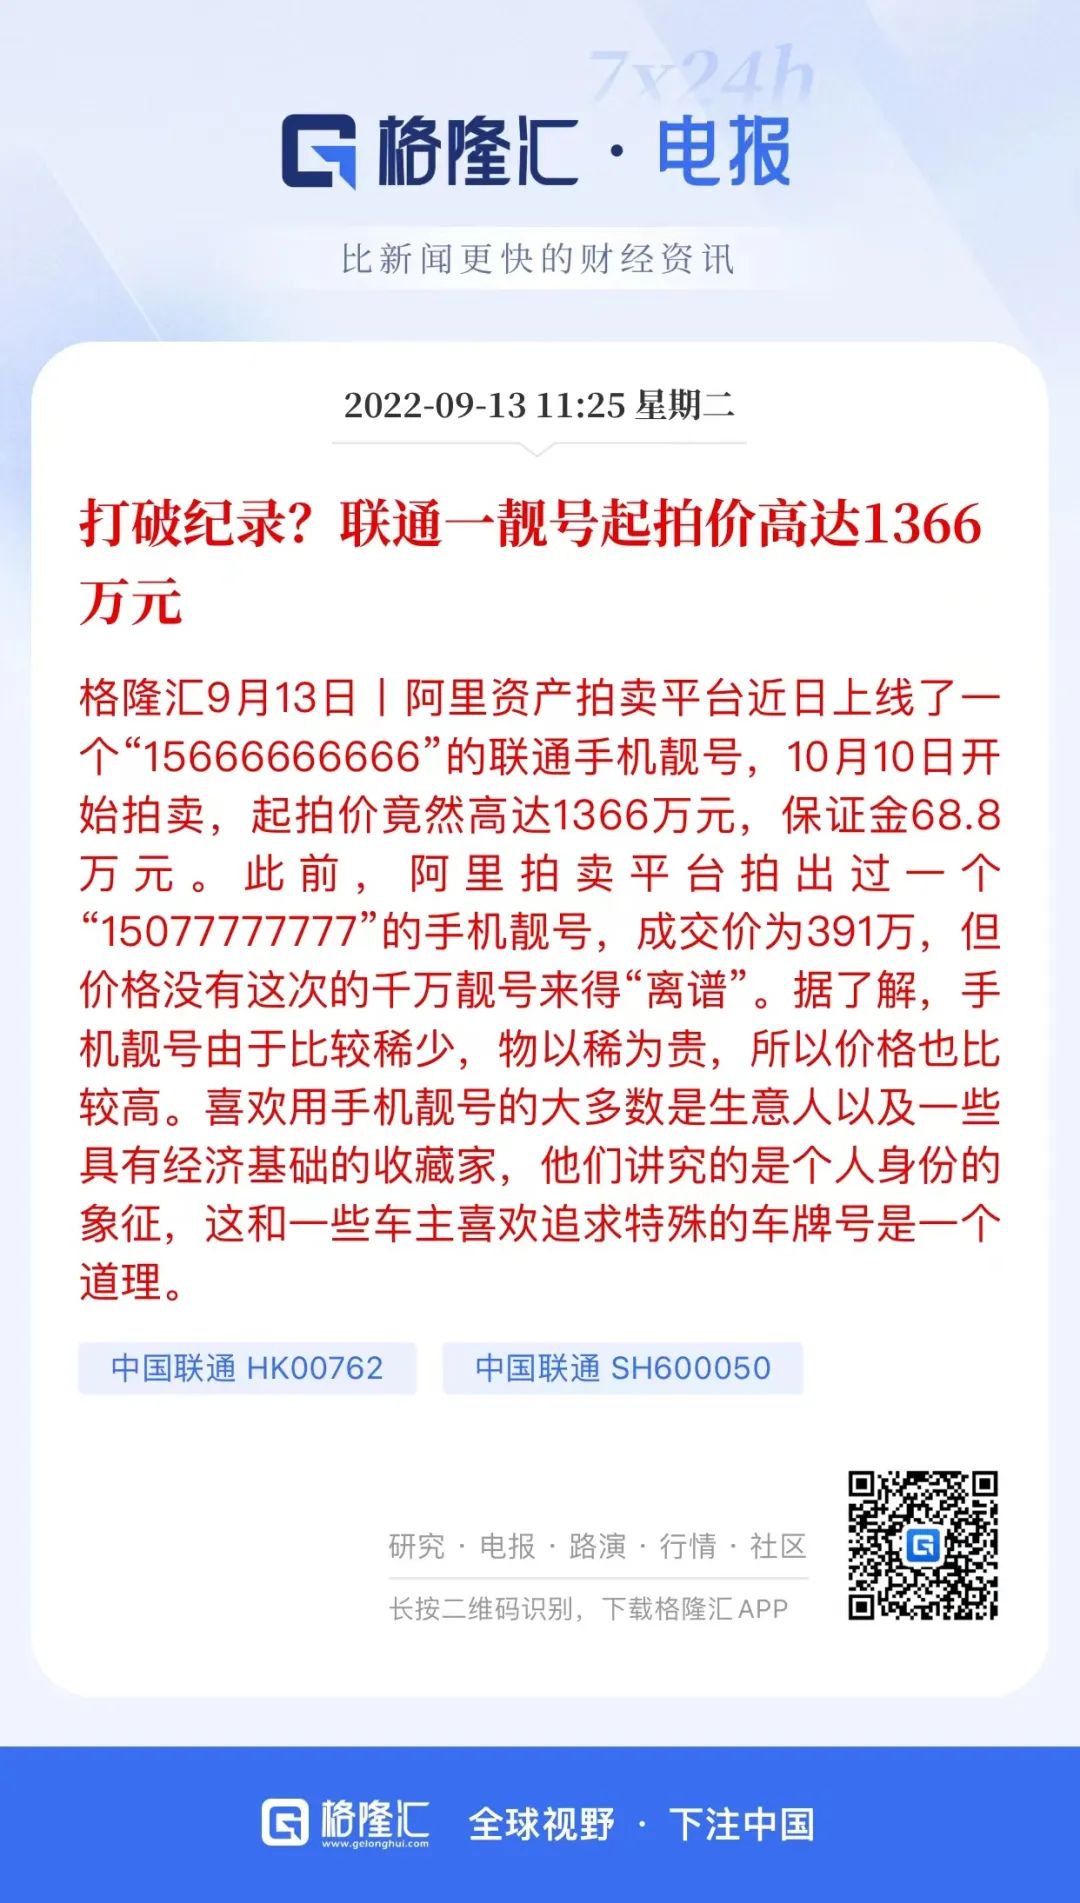 7x24h
格隆汇·电报
比新闻更快的财经资讯
2022-09-13 11:25 星期二
打破纪录？联通一靓号起拍价高达1366
万元
格隆汇9月13日丨阿里资产拍卖平台近日上线了一
个“15666666666”的联通手机靓号，10月10日开
始拍卖，起拍价竟然高达1366万元，保证金68.8
万元。此前，阿里拍卖平台拍出过一个
“15077777777”的手机靓号，成交价为391万，但
价格没有这次的千万靓号来得“离谱”。据了解，手
机靓号由于比较稀少，物以稀为贵，所以价格也比
较高。喜欢用手机靓号的大多数是生意人以及一些
具有经济基础的收藏家，他们讲究的是个人身份的
象征，这和一些车主喜欢追求特殊的车牌号是一个
道理。
中国联通 HK00762
中国联通 SH600050
研究·电报·路演·行情·社区
长按二维码识别，下载格隆汇APP
格隆汇
www.gelonghui.com
全球视野·下注中国